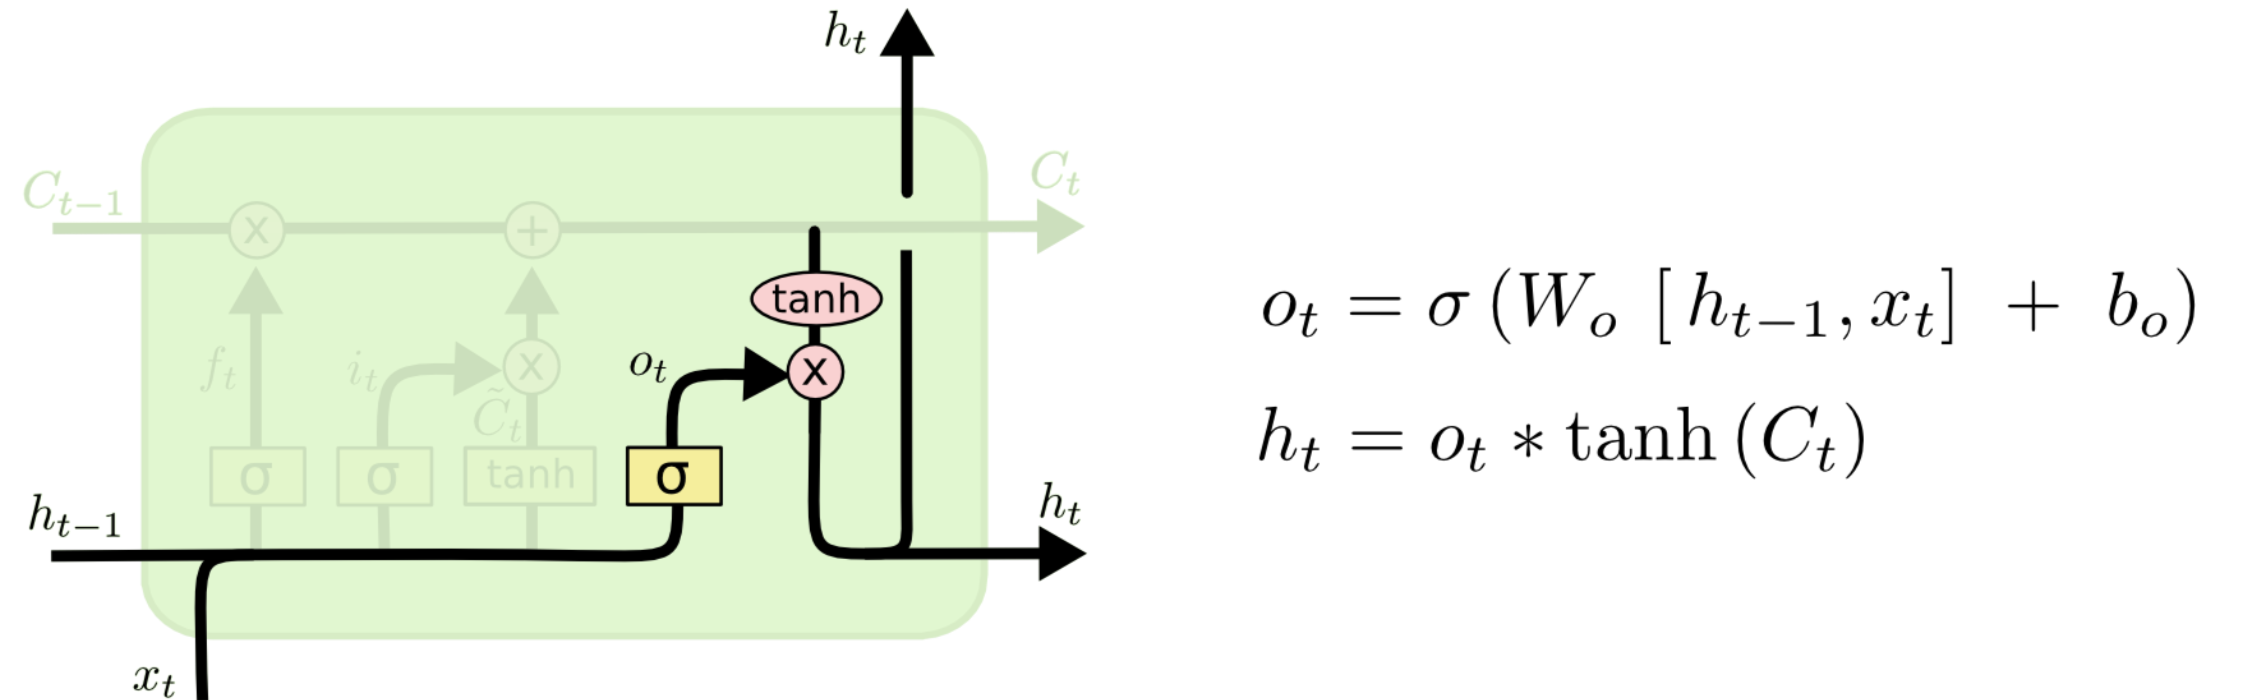 h_t
C_{t-1}
C_t
x
+
tanh
f_t
i_t
x
o_t
x
C̃_t
σ
σ
tanh
σ
h_{t-1}
h_t
x_t
o_t = σ (W_o [h_{t-1}, x_t] + b_o)
h_t = o_t * tanh (C_t)